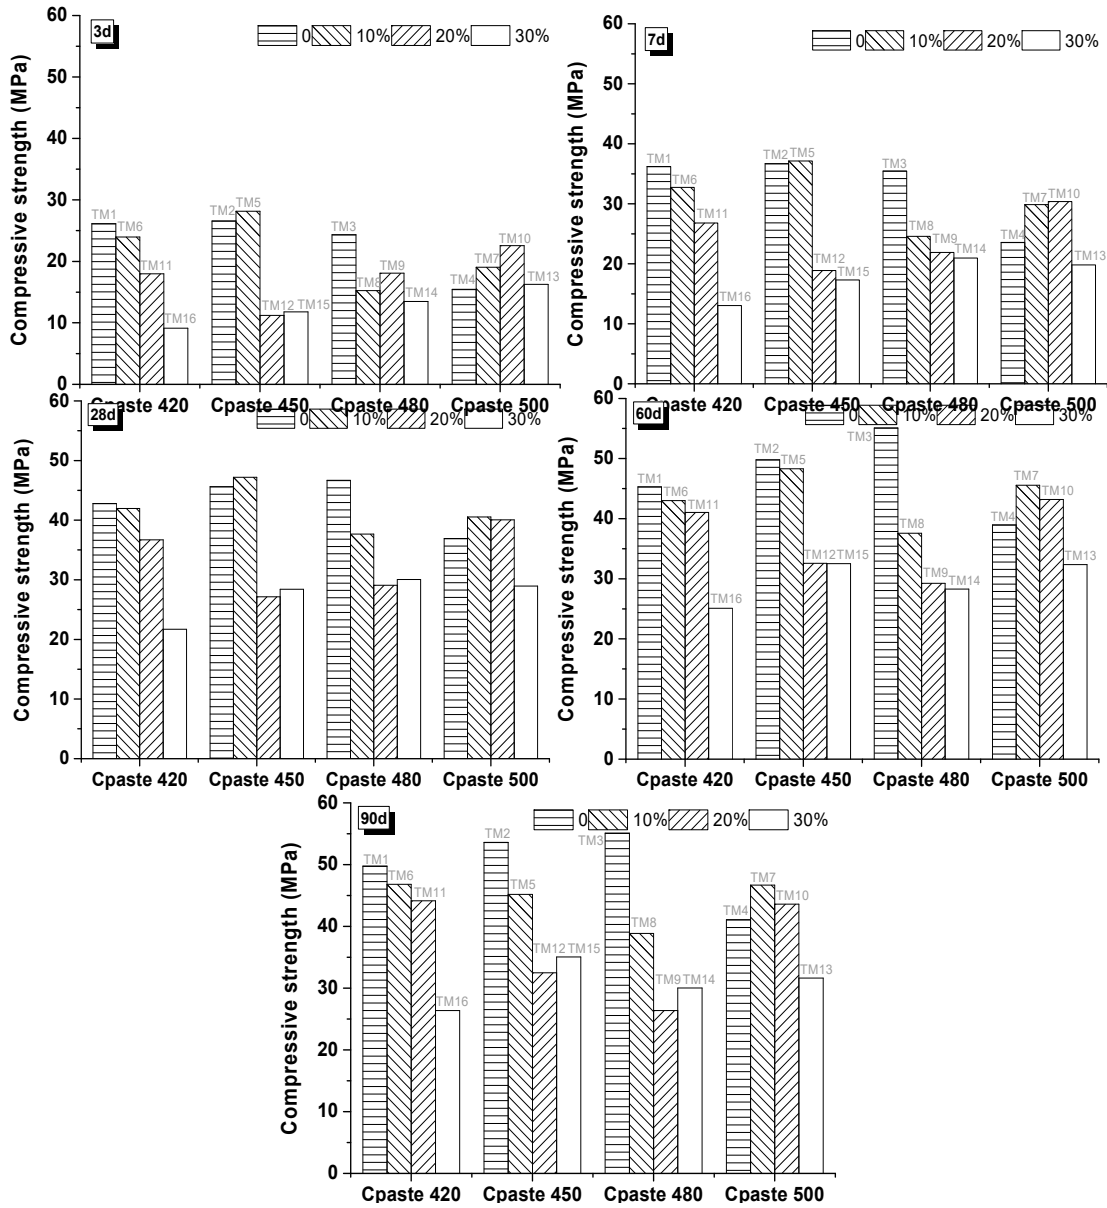 3d
0 10% 20% 30%
Compressive strength (MPa)
60
50
40
30
20
10
0
TM1 TM6 TM11 TM16
TM2 TM5 TM12 TM15
TM3 TM8 TM9 TM14
TM4 TM7 TM10 TM13
Cpaste 420 Cpaste 450 Cpaste 480 Cpaste 500
7d
0 10% 20% 30%
Compressive strength (MPa)
60
50
40
30
20
10
0
TM1 TM6 TM11 TM16
TM2 TM5 TM12 TM15
TM3 TM8 TM9 TM14
TM4 TM7 TM10 TM13
Cpaste 420 Cpaste 450 Cpaste 480 Cpaste 500
28d
0 10% 20% 30%
Compressive strength (MPa)
60
50
40
30
20
10
0
Cpaste 420 Cpaste 450 Cpaste 480 Cpaste 500
60d
0 10% 20% 30%
Compressive strength (MPa)
60
50
40
30
20
10
0
TM1 TM6 TM11 TM16
TM2 TM5 TM12 TM15
TM3 TM8 TM9 TM14
TM4 TM7 TM10 TM13
Cpaste 420 Cpaste 450 Cpaste 480 Cpaste 500
90d
0 10% 20% 30%
Compressive strength (MPa)
60
50
40
30
20
10
0
TM1 TM6 TM11 TM16
TM2 TM5 TM12 TM15
TM3 TM8 TM9 TM14
TM4 TM7 TM10 TM13
Cpaste 420 Cpaste 450 Cpaste 480 Cpaste 500